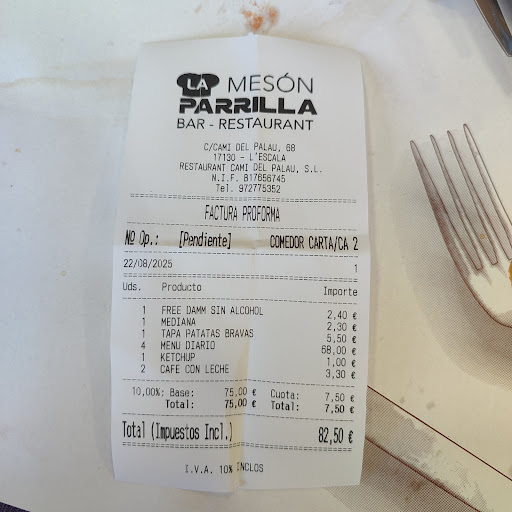 LA MESÓN
PARRILLA
BAR - RESTAURANT
C/CAMI DEL PALAU, 68
17130 - L'ESCALA
RESTAURANT CAMI DEL PALAU, S.L.
N.I.F. B17656745
Tel. 972775352
FACTURA PROFORMA
Nº Op.: [Pendiente] COMEDOR CARTA/CA 2
22/08/2025 1
Uds. Producto Importe
1 FREE DAMM SIN ALCOHOL 2,40 €
1 MEDIANA 2,30 €
1 TAPA PATATAS BRAVAS 5,50 €
4 MENU DIARIO 68,00 €
1 KETCHUP 1,00 €
2 CAFE CON LECHE 3,30 €
10,00%: Base: 75,00 € Cuota: 7,50 €
Total: 75,00 € Total: 7,50 €
Total (Impuestos Incl.) 82,50 €
I.V.A. 10% INCLOS